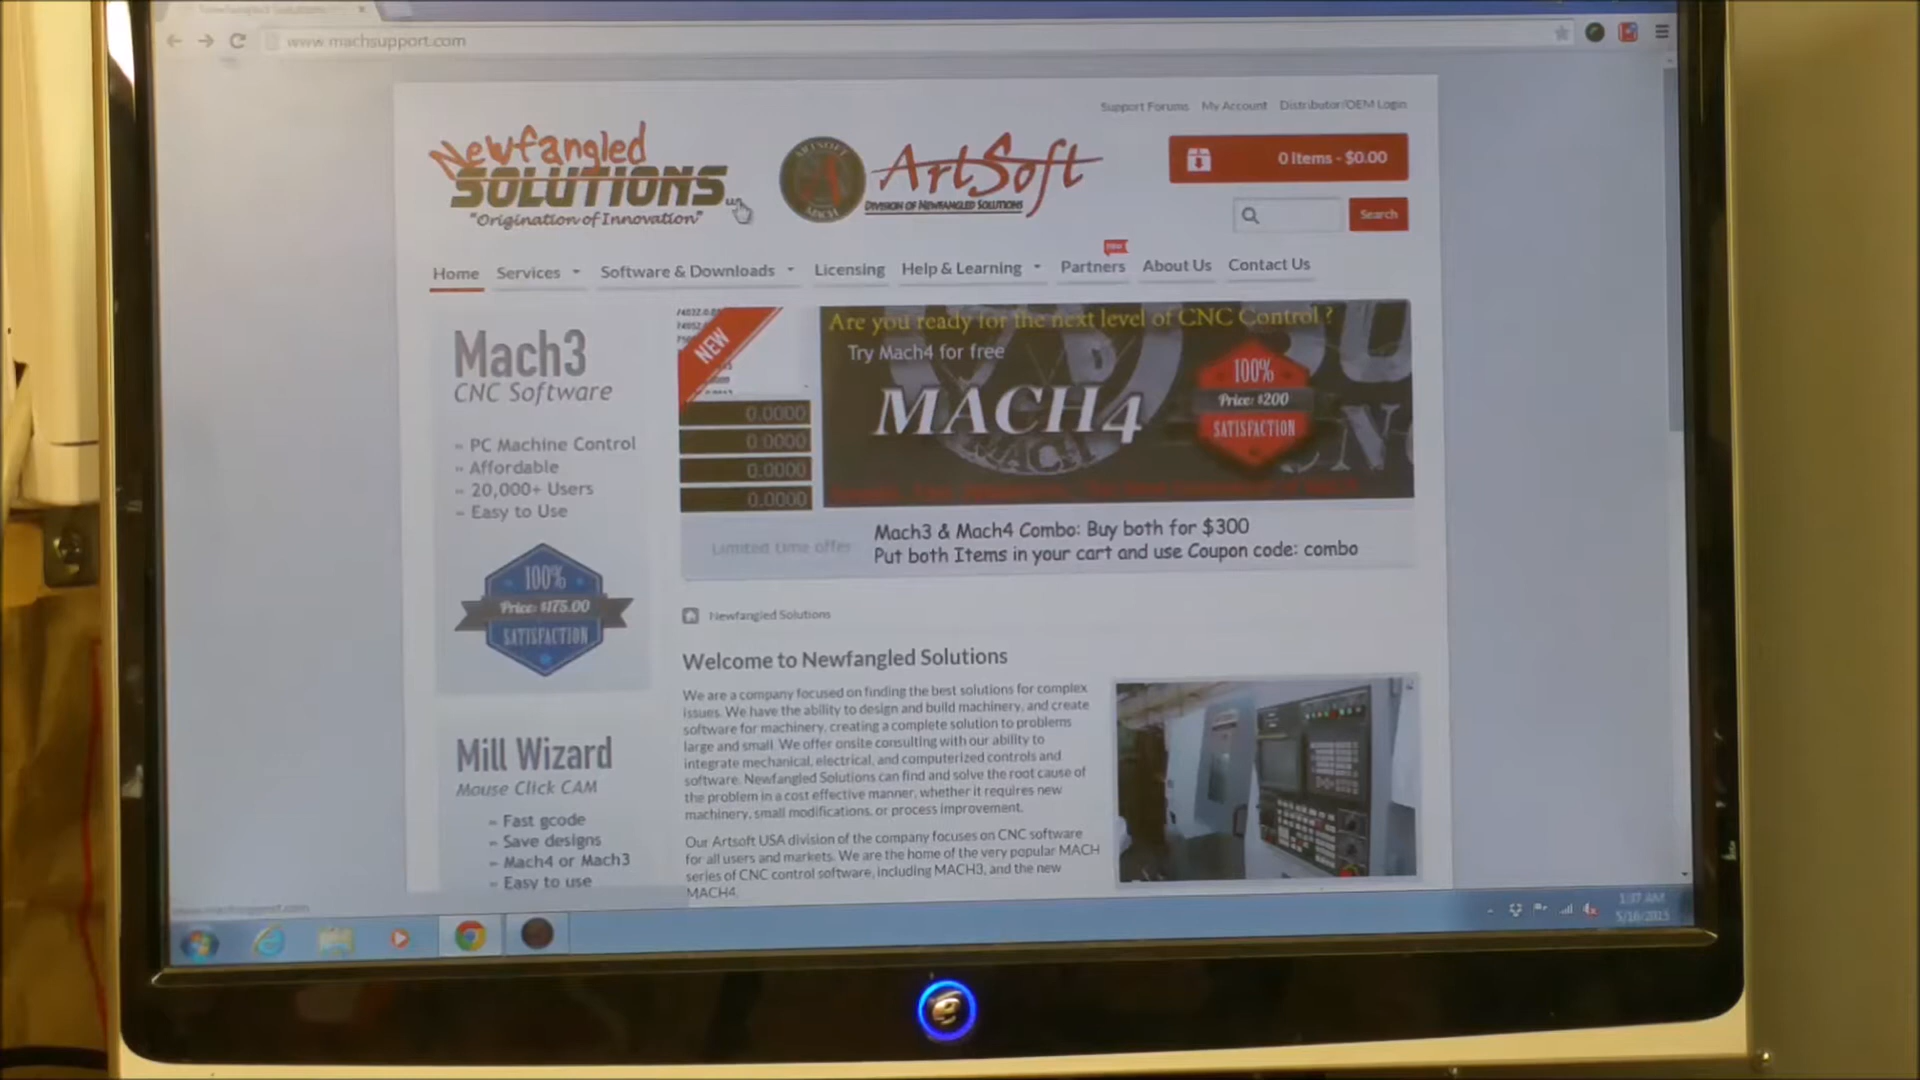 www.machsupport.com
Support Forums My Account Distributor/OEM Login
Newfangled
SOLUTIONS
"Origination of Innovation"
ARTSOFT
MACH
ArtSoft
DIVISION OF NEWFANGLED SOLUTIONS
0 Items - $0.00
Search
Home Services Software & Downloads Licensing Help & Learning Partners About Us Contact Us
Mach3
CNC Software
PC Machine Control
Affordable
20,000+ Users
Easy to Use
100%
Price: $175.00
SATISFACTION
NEW
0.0000
0.0000
0.0000
0.0000
Are you ready for the next level of CNC Control ?
Try Mach4 for free
MACH4
100%
Price: $200
SATISFACTION
Limited time offer
Mach3 & Mach4 Combo: Buy both for $300
Put both Items in your cart and use Coupon code: combo
Newfangled Solutions
Welcome to Newfangled Solutions
We are a company focused on finding the best solutions for complex
issues. We have the ability to design and build machinery, and create
software for machinery, creating a complete solution to problems
large and small. We offer onsite consulting with our ability to
integrate mechanical, electrical, and computerized controls and
software. Newfangled Solutions can find and solve the root cause of
the problem in a cost effective manner, whether it requires new
machinery, small modifications, or process improvement.
Our Artsoft USA division of the company focuses on CNC software
for all users and markets. We are the home of the very popular MACH
series of CNC control software, including MACH3, and the new
MACH4.
Mill Wizard
Mouse Click CAM
Fast gcode
Save designs
Mach4 or Mach3
Easy to use
1:37 AM
5/16/2015